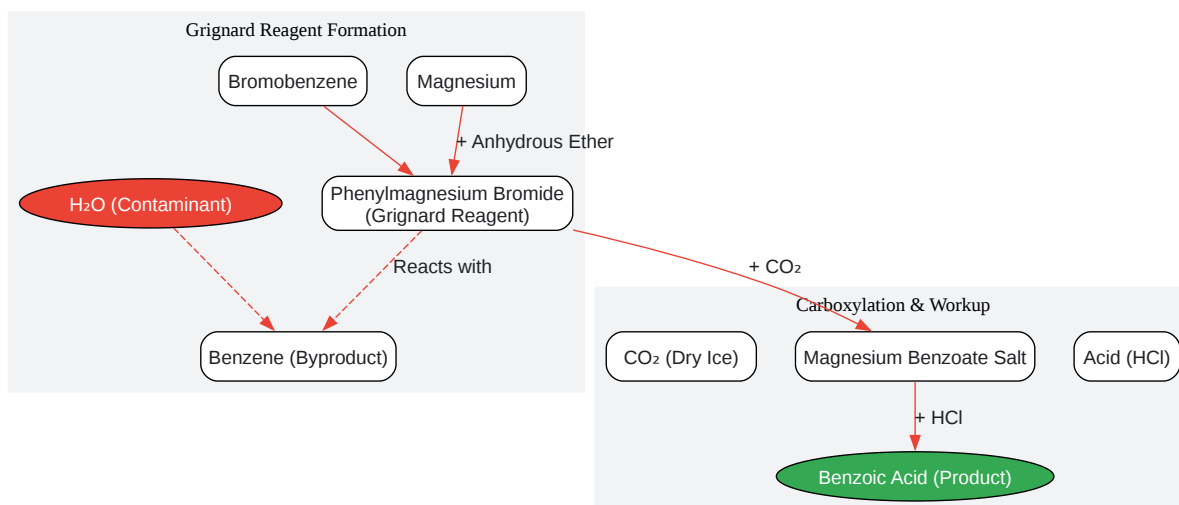 Grignard Reagent Formation
Bromobenzene
Magnesium
+ Anhydrous Ether
H₂O (Contaminant)
Phenylmagnesium Bromide
(Grignard Reagent)
Reacts with
+ CO₂
Benzene (Byproduct)
Carboxylation & Workup
CO₂ (Dry Ice)
Magnesium Benzoate Salt
Acid (HCl)
+ HCl
Benzoic Acid (Product)